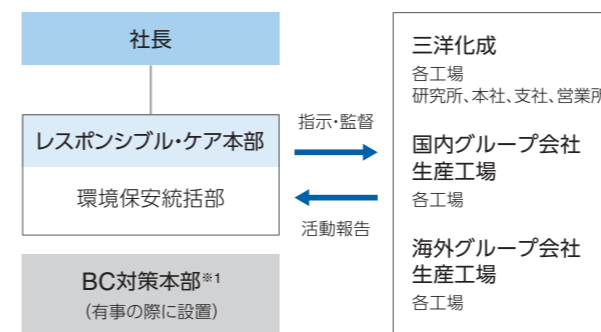 社長
レスポンシブル・ケア本部
環境保安統括部
BC対策本部※1
(有事の際に設置)
指示・監督
活動報告
三洋化成
各工場
研究所、本社、支社、営業所
国内グループ会社
生産工場
各工場
海外グループ会社
生産工場
各工場